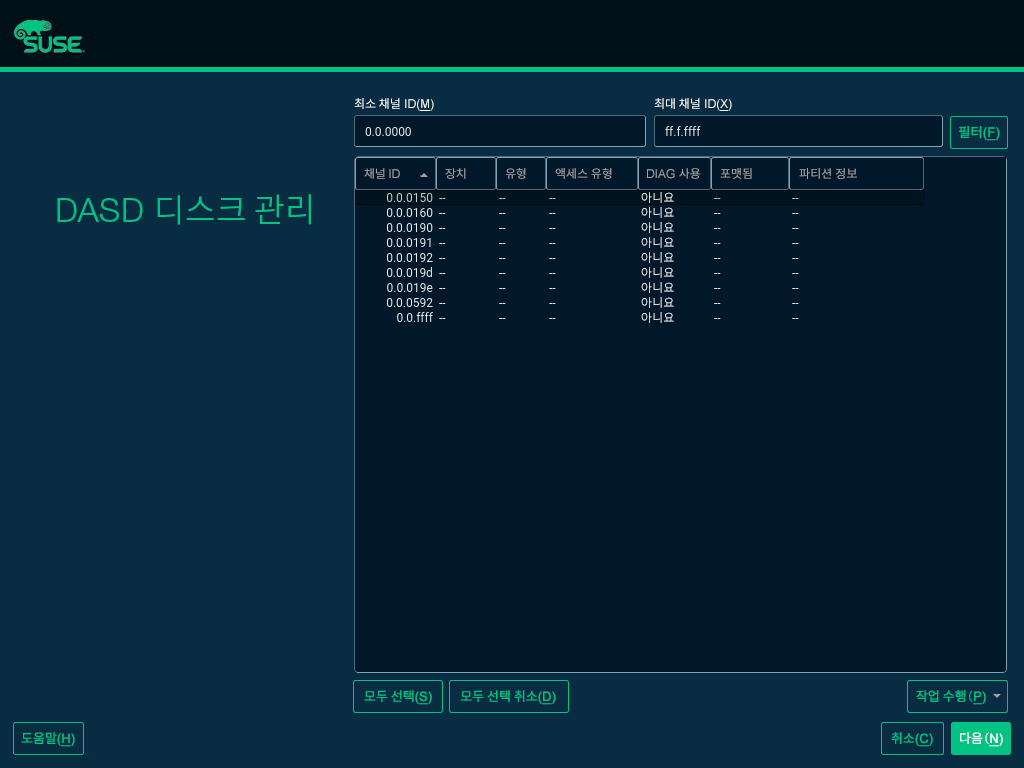 SUSE
최소 채널 ID(M) 최대 채널 ID(X)
0.0.0000 ff.f.ffff 필터(F)
DASD 디스크 관리
채널 ID 장치 유형 액세스 유형 DIAG 사용 포맷됨 파티션 정보
0.0.0150 -- -- -- 아니요 -- --
0.0.0160 -- -- -- 아니요 -- --
0.0.0190 -- -- -- 아니요 -- --
0.0.0191 -- -- -- 아니요 -- --
0.0.0192 -- -- -- 아니요 -- --
0.0.019d -- -- -- 아니요 -- --
0.0.019e -- -- -- 아니요 -- --
0.0.0592 -- -- -- 아니요 -- --
0.0.ffff -- -- -- 아니요 -- --
모두 선택(S) 모두 선택 취소(D) 작업 수행(P)
도움말(H) 취소(C) 다음(N)